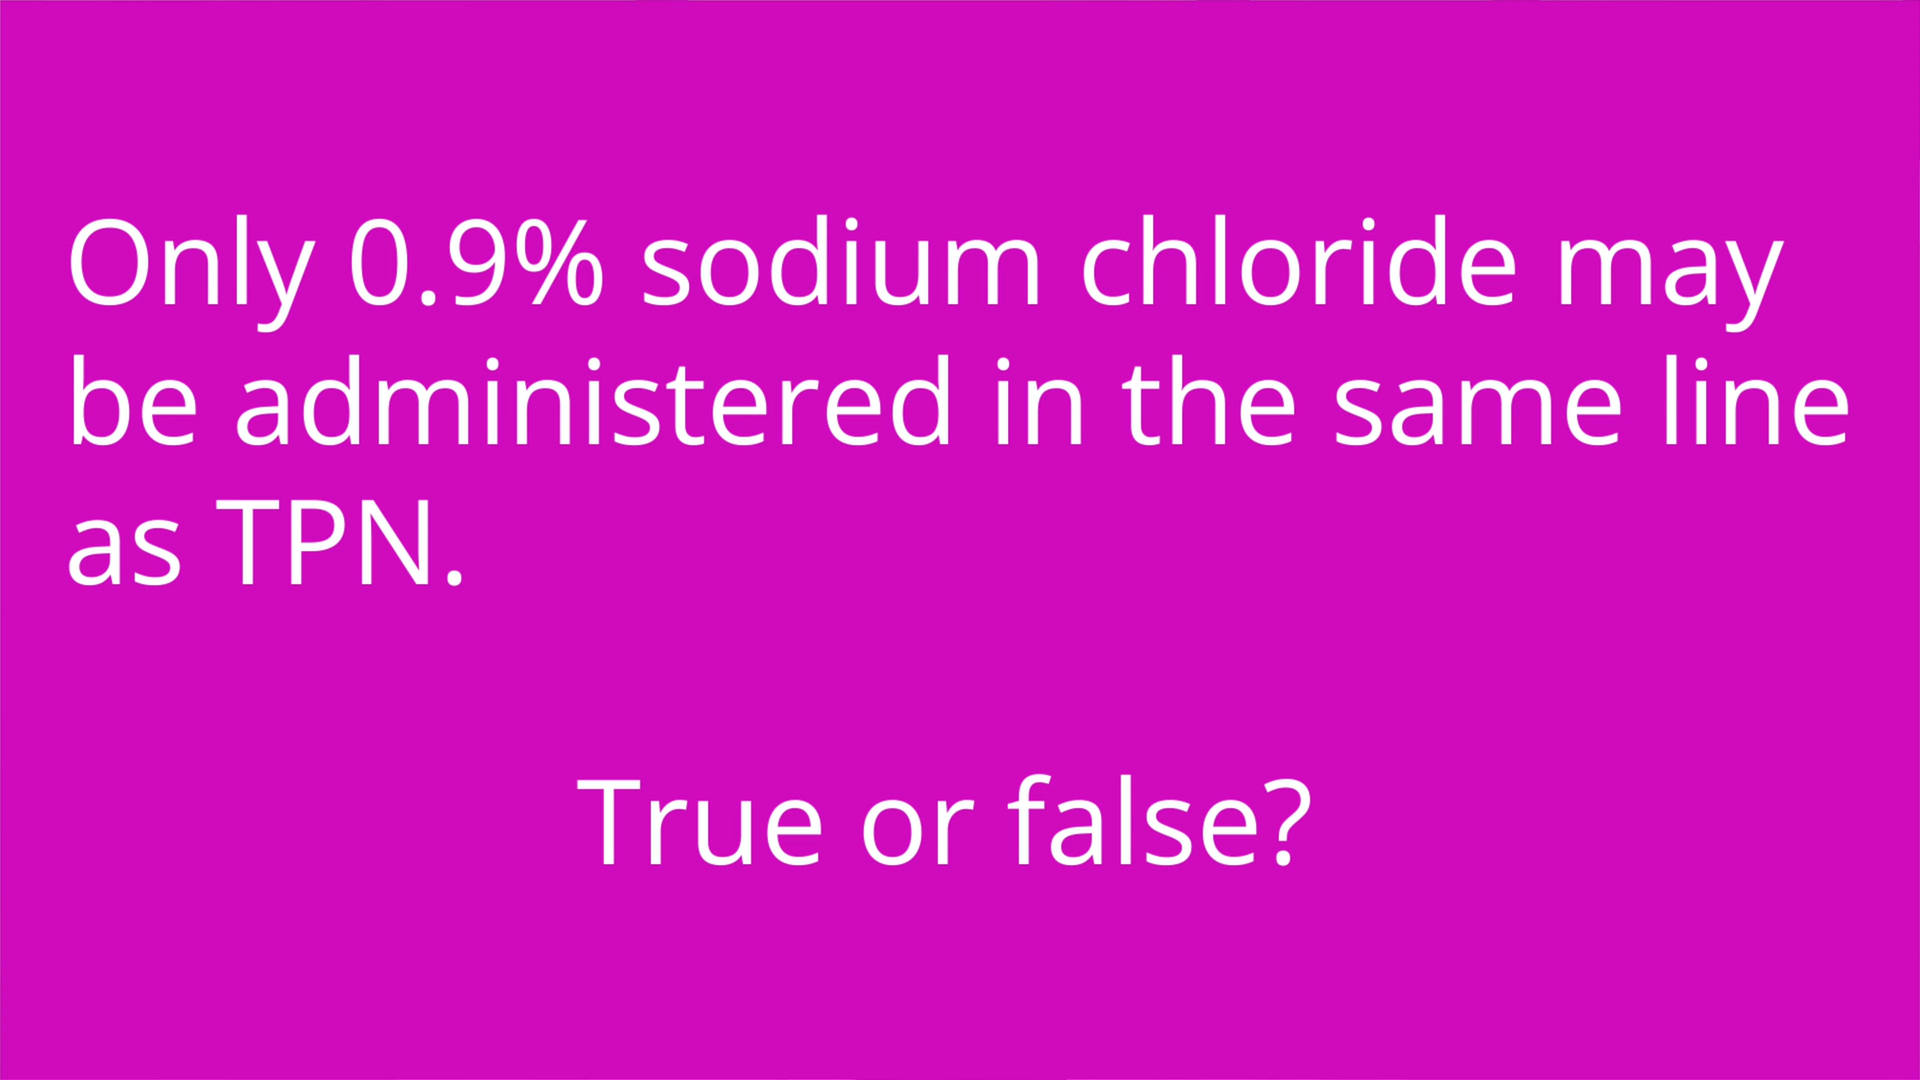 Only 0.9% sodium chloride may
be administered in the same line
as TPN.
True or false?